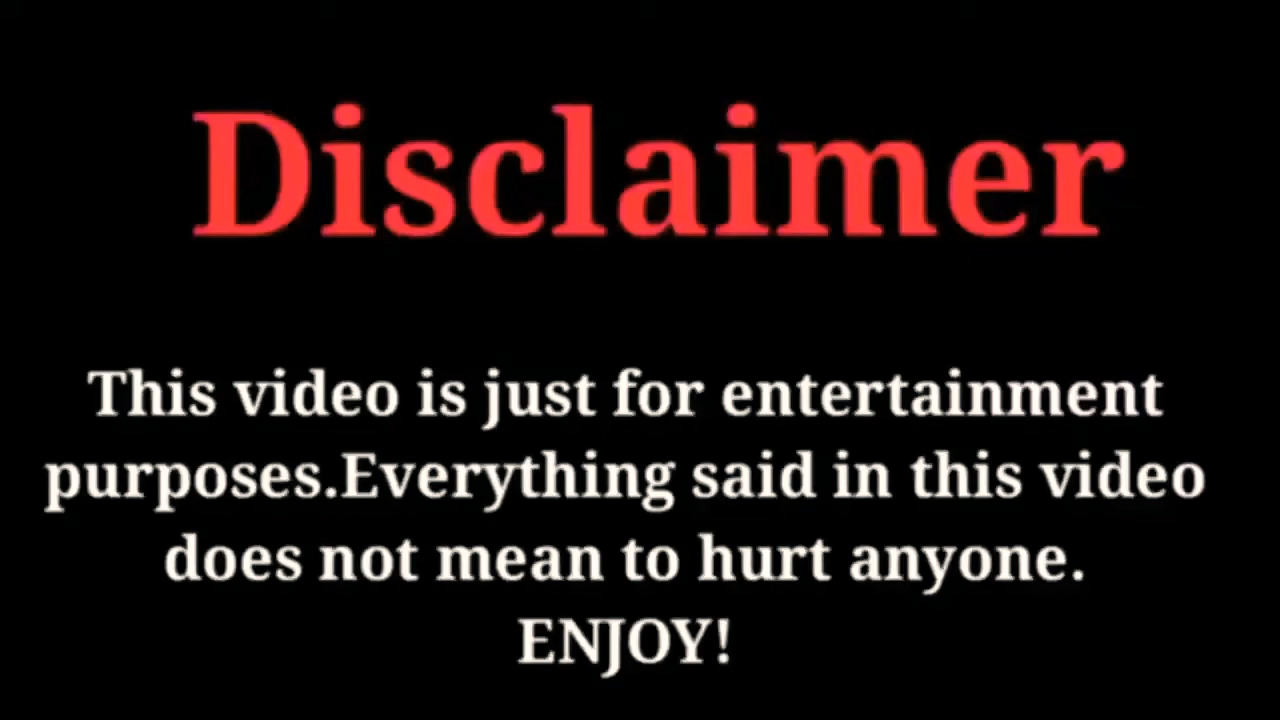 Disclaimer
This video is just for entertainment
purposes.Everything said in this video
does not mean to hurt anyone.
ENJOY!